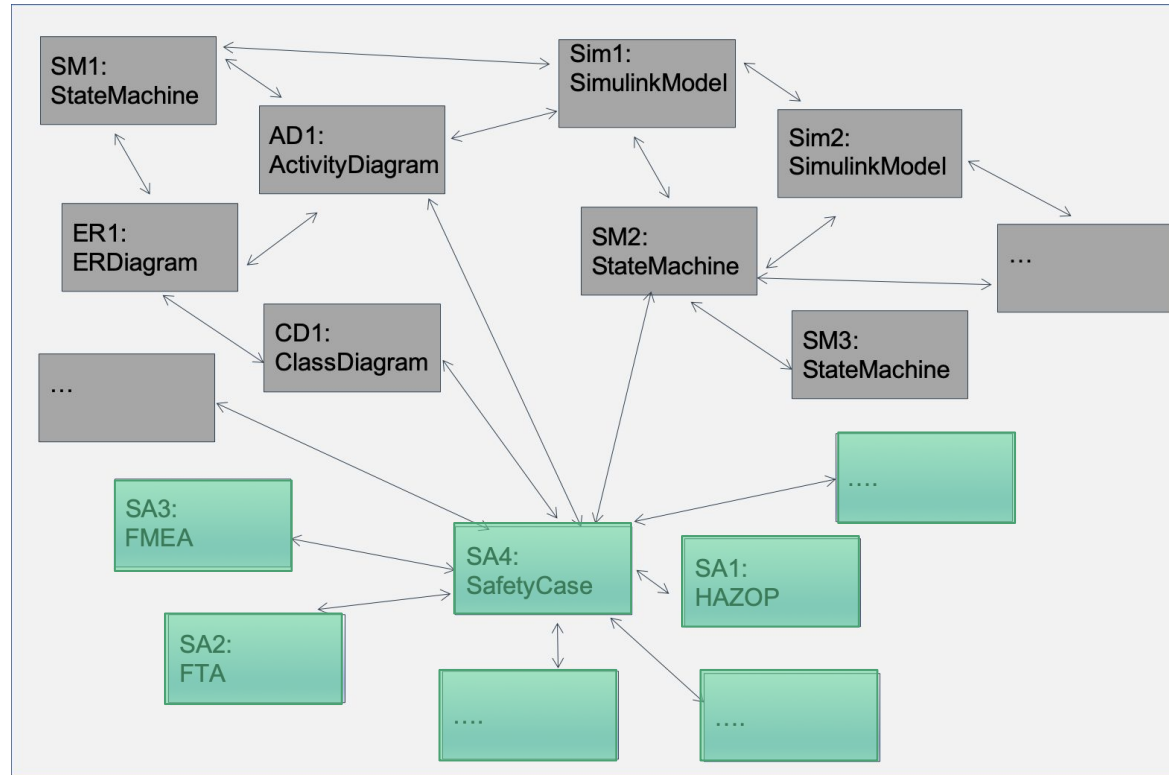 SM1:
StateMachine
Sim1:
SimulinkModel
AD1:
ActivityDiagram
Sim2:
SimulinkModel
ER1:
ERDiagram
SM2:
StateMachine
...
CD1:
ClassDiagram
SM3:
StateMachine
...
....
SA3:
FMEA
SA4:
SafetyCase
SA1:
HAZOP
SA2:
FTA
....
....